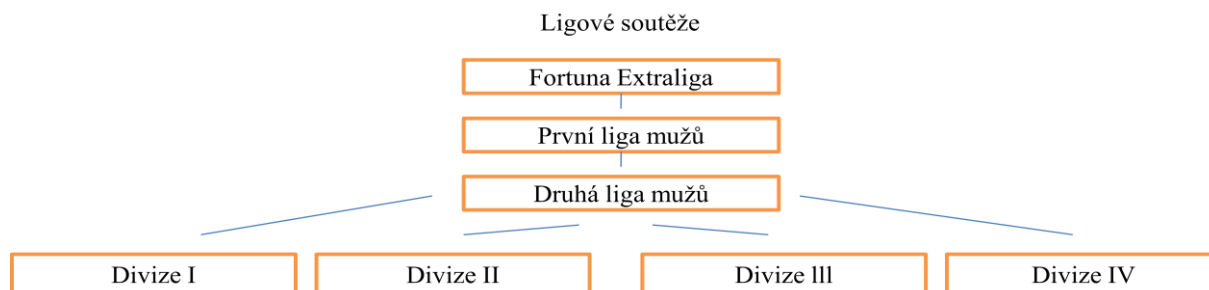 Ligové soutěže
Fortuna Extraliga
První liga mužů
Druhá liga mužů
Divize I
Divize II
Divize lll
Divize IV